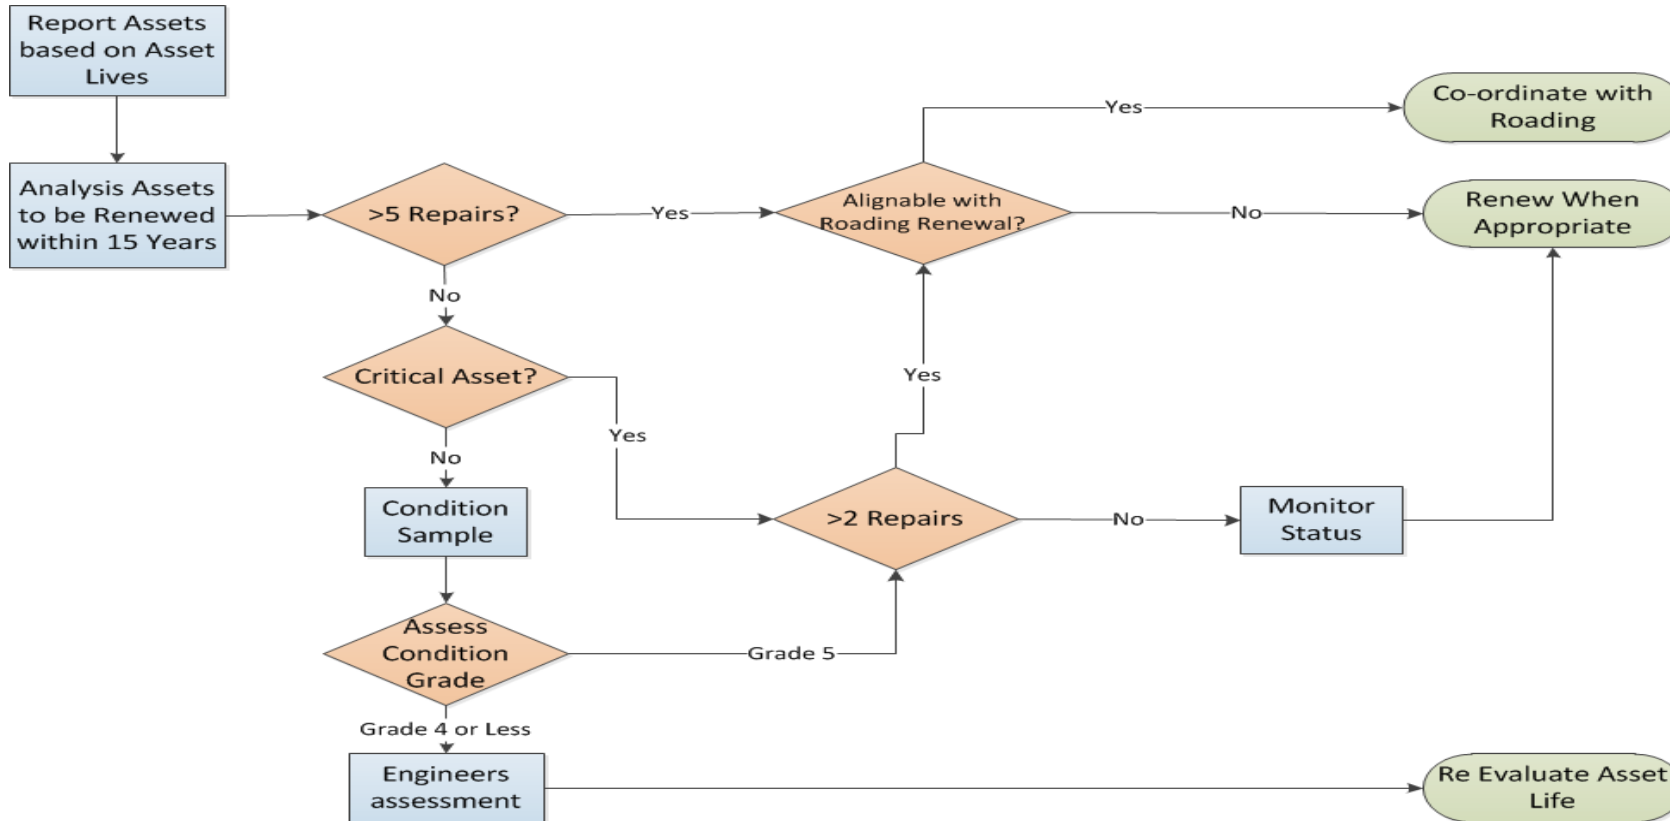 Report Assets
based on Asset
Lives
Yes
Co-ordinate with
Roading
Analysis Assets
to be Renewed
within 15 Years
>5 Repairs?
Yes
Alignable with
Roading Renewal?
No
Renew When
Appropriate
No
Critical Asset?
Yes
Yes
No
Condition
Sample
>2 Repairs
No
Monitor
Status
Assess
Condition
Grade
Grade 5
Grade 4 or Less
Engineers
assessment
Re Evaluate Asset
Life